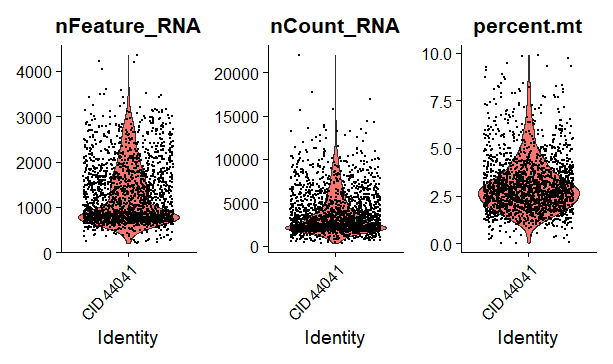 nFeature_RNA
4000
3000
2000
1000
0
CID44041
Identity
nCount_RNA
20000
15000
10000
5000
0
CID44041
Identity
percent.mt
10.0
7.5
5.0
2.5
0.0
CID44041
Identity